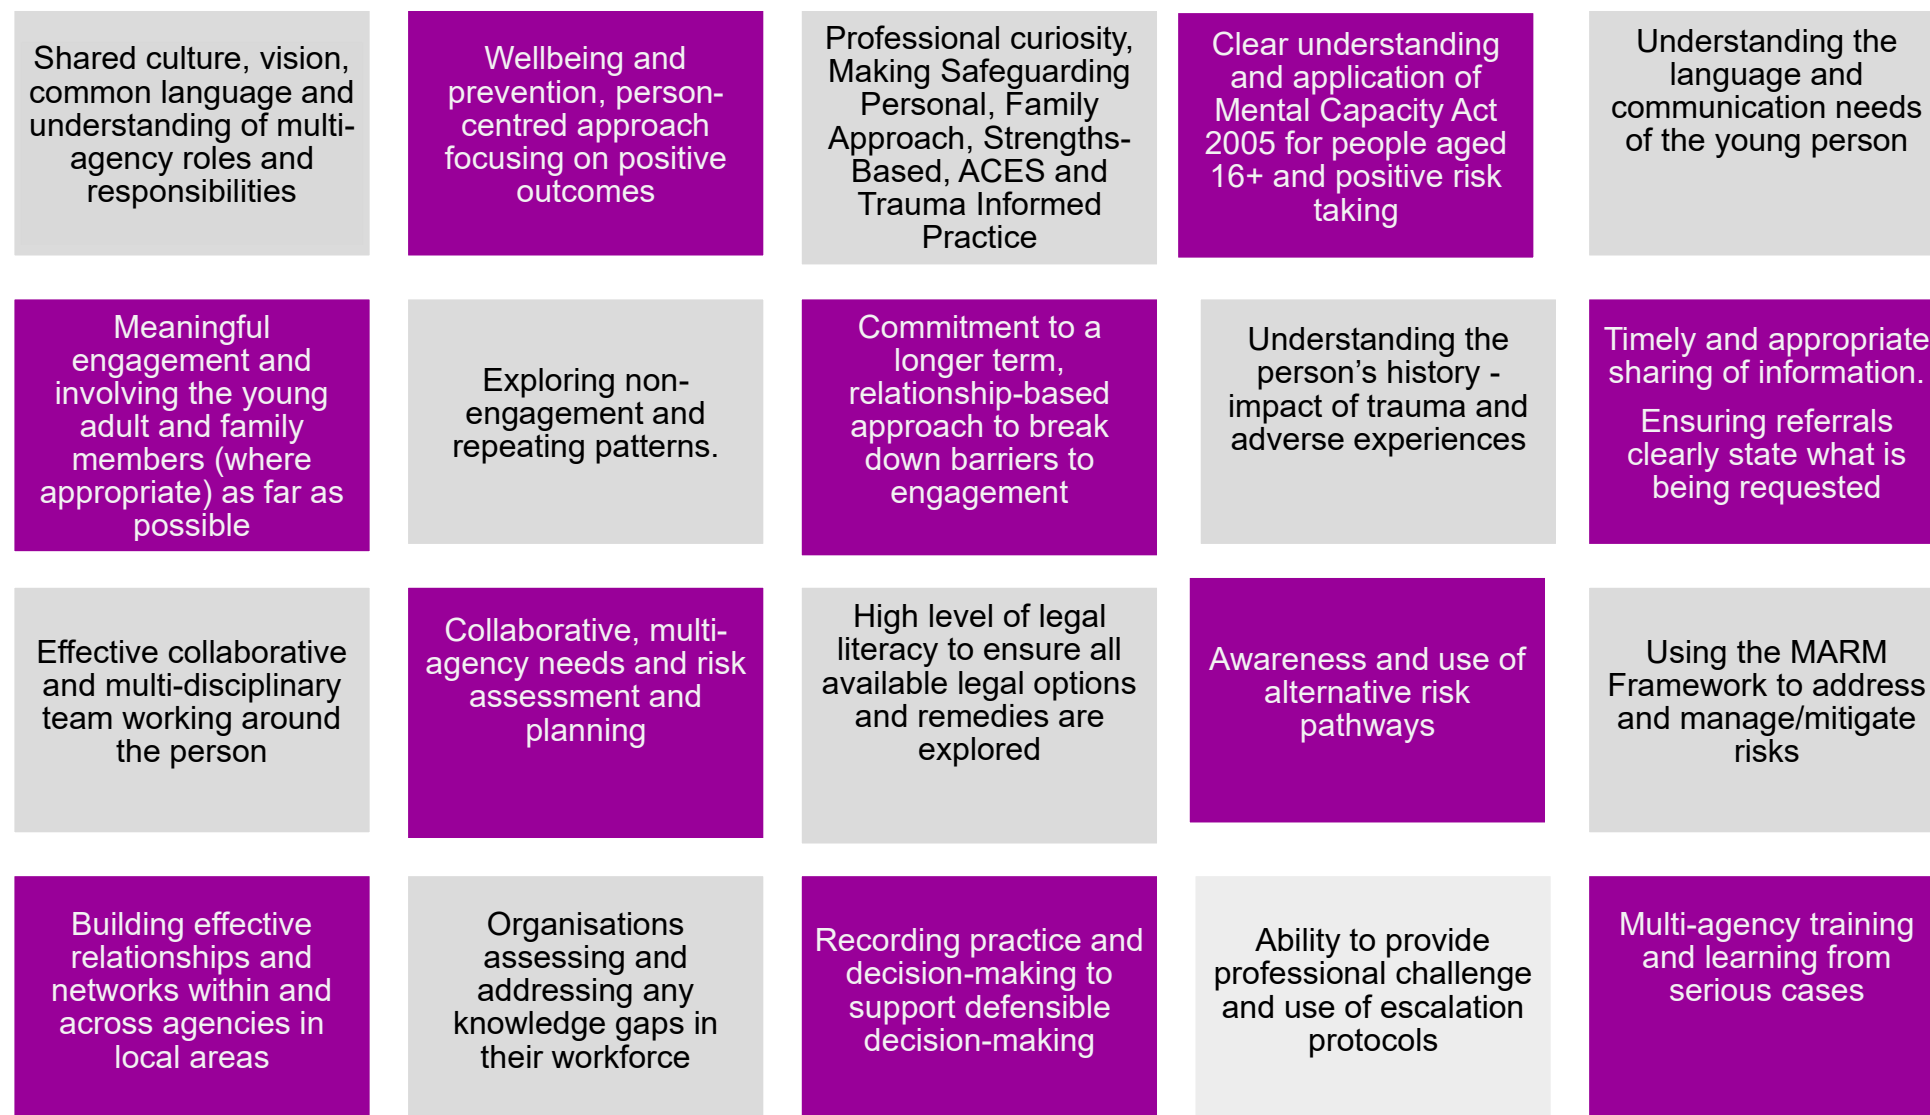 Shared culture, vision,
common language and
understanding of multi-
agency roles and
responsibilities
Wellbeing and
prevention, person-
centred approach
focusing on positive
outcomes
Professional curiosity,
Making Safeguarding
Personal, Family
Approach, Strengths-
Based, ACES and
Trauma Informed
Practice
Clear understanding
and application of
Mental Capacity Act
2005 for people aged
16+ and positive risk
taking
Understanding the
language and
communication needs
of the young person
Meaningful
engagement and
involving the young
adult and family
members (where
appropriate) as far as
possible
Exploring non-
engagement and
repeating patterns.
Commitment to a
longer term,
relationship-based
approach to break
down barriers to
engagement
Understanding the
person’s history -
impact of trauma and
adverse experiences
Timely and appropriate
sharing of information.
Ensuring referrals
clearly state what is
being requested
Effective collaborative
and multi-disciplinary
team working around
the person
Collaborative, multi-
agency needs and risk
assessment and
planning
High level of legal
literacy to ensure all
available legal options
and remedies are
explored
Awareness and use of
alternative risk
pathways
Using the MARM
Framework to address
and manage/mitigate
risks
Building effective
relationships and
networks within and
across agencies in
local areas
Organisations
assessing and
addressing any
knowledge gaps in
their workforce
Recording practice and
decision-making to
support defensible
decision-making
Ability to provide
professional challenge
and use of escalation
protocols
Multi-agency training
and learning from
serious cases